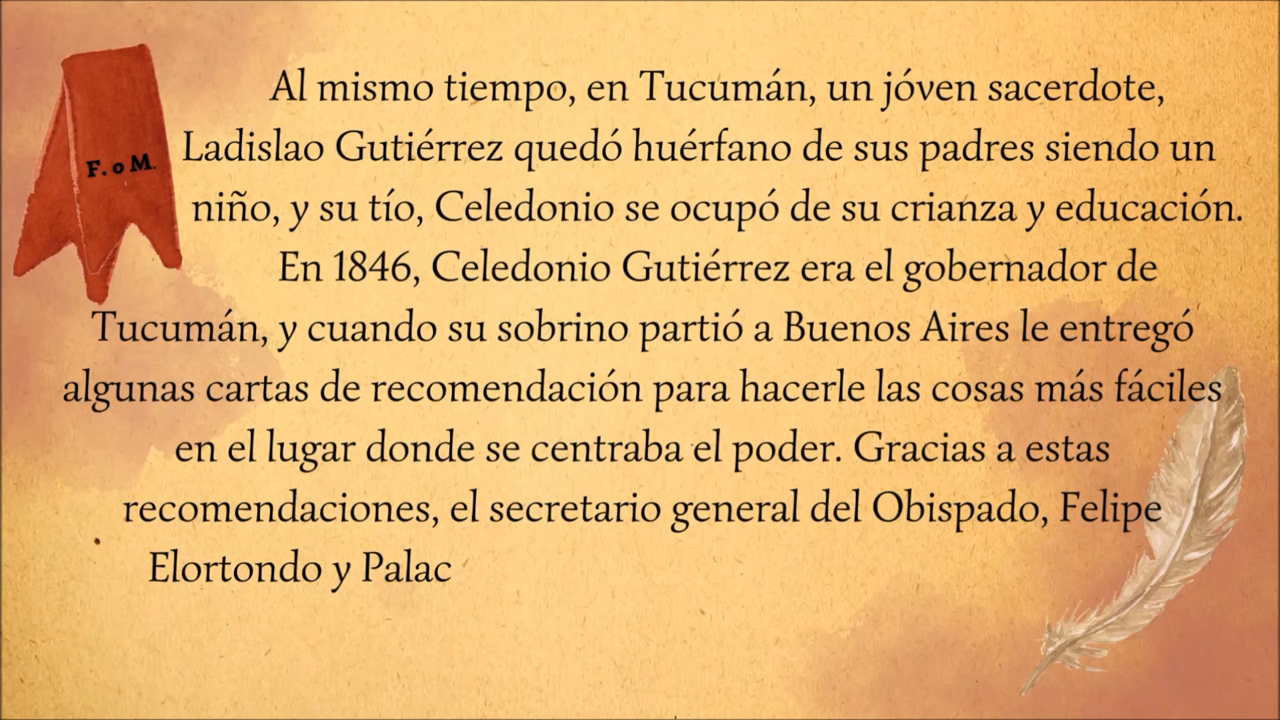 Al mismo tiempo, en Tucumán, un jóven sacerdote,
F. o M.
Ladislao Gutiérrez quedó huérfano de sus padres siendo un
niño, y su tío, Celedonio se ocupó de su crianza y educación.
En 1846, Celedonio Gutiérrez era el gobernador de
Tucumán, y cuando su sobrino partió a Buenos Aires le entregó
algunas cartas de recomendación para hacerle las cosas más fáciles
en el lugar donde se centraba el poder. Gracias a estas
recomendaciones, el secretario general del Obispado, Felipe
Elortondo y Palac